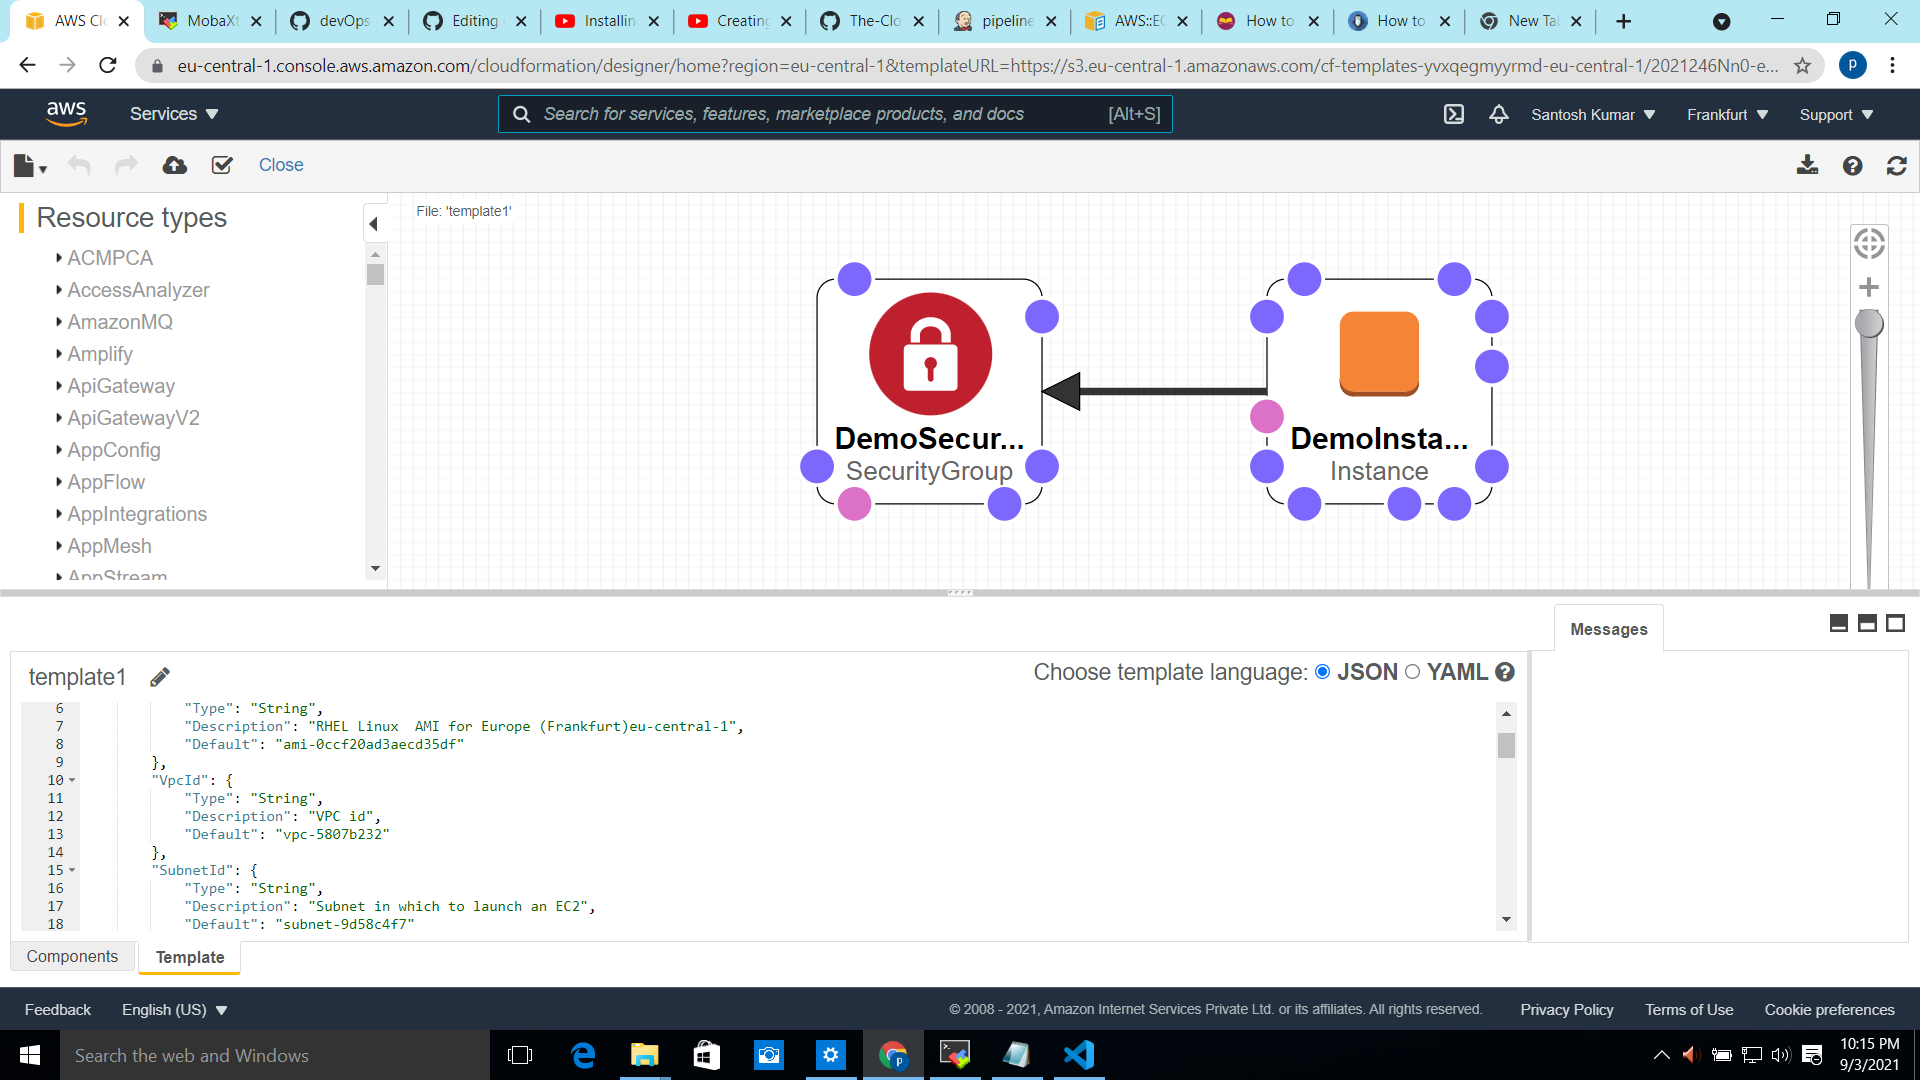 AWS Clo
MobaXt
devOps
Editing
Installin
Creating
The-Clo
pipeline
AWS::EC
How to
How to
New Tal
eu-central-1.console.aws.amazon.com/cloudformation/designer/home?region=eu-central-1&templateURL=https://s3.eu-central-1.amazonaws.com/cf-templates-yvxqegmyyrmd-eu-central-1/2021246Nn0-e...
P
aws
Services
Search for services, features, marketplace products, and docs
[Alt+S]
Santosh Kumar
Frankfurt
Support
Close
Resource types
File: 'template1'
ACMPCA
AccessAnalyzer
AmazonMQ
Amplify
ApiGateway
ApiGatewayV2
AppConfig
AppFlow
AppIntegrations
AppMesh
AppStream
DemoSecur...
SecurityGroup
DemoInsta...
Instance
Messages
template1
Choose template language: JSON YAML
6 "Type": "String",
7 "Description": "RHEL Linux  AMI for Europe (Frankfurt)eu-central-1",
8 "Default": "ami-0ccf20ad3aecd35df"
9 },
10 "VpcId": {
11 "Type": "String",
12 "Description": "VPC id",
13 "Default": "vpc-5807b232"
14 },
15 "SubnetId": {
16 "Type": "String",
17 "Description": "Subnet in which to launch an EC2",
18 "Default": "subnet-9d58c4f7"
Components
Template
Feedback
English (US)
© 2008 - 2021, Amazon Internet Services Private Ltd. or its affiliates. All rights reserved.
Privacy Policy
Terms of Use
Cookie preferences
Search the web and Windows
10:15 PM
9/3/2021